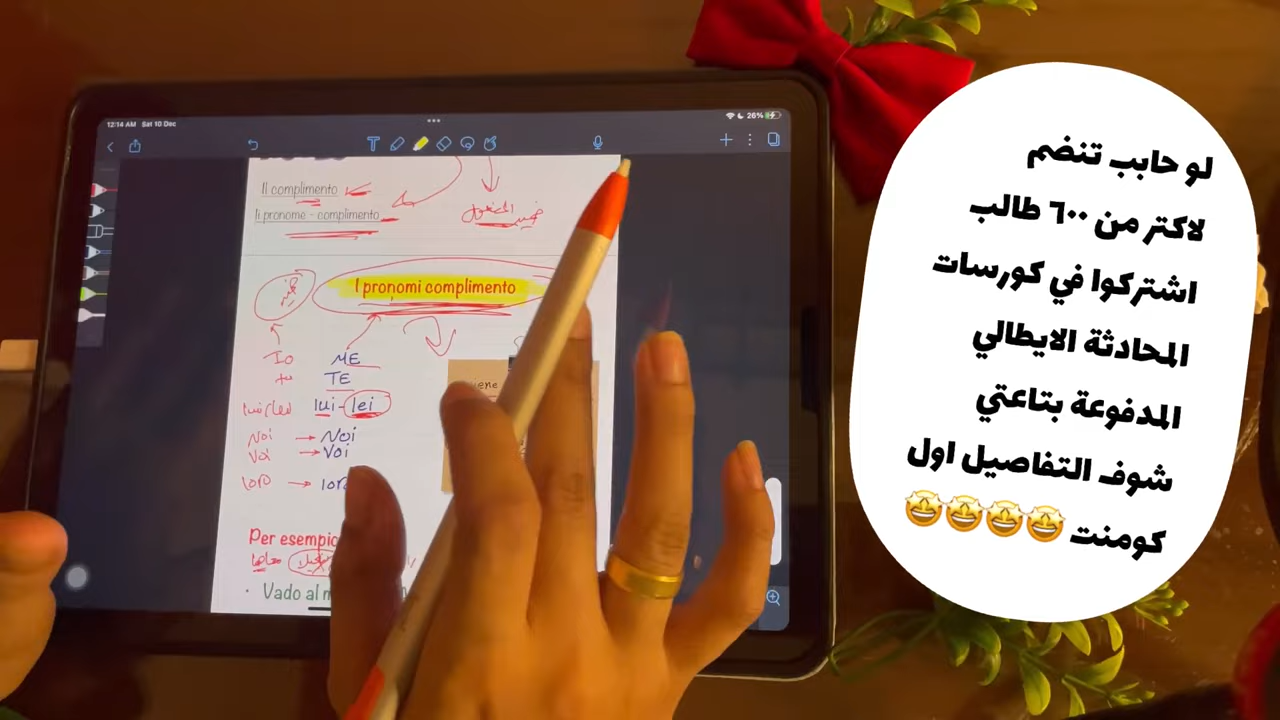 12:14 AM Sat 10 Dec
26%
Il complimento
Il pronome - complimento
I pronomi complimento
Io ME
tu TE
lui-lei
Noi → Noi
Voi → Voi
loro → loro
Per esempio
Vado al
لو حابب تنضم
لاكتر من ٦٠٠ طالب
اشتركوا في كورسات
المحادثة الايطالي
المدفوعة بتاعتي
شوف التفاصيل اول
كومنت 🤩🤩🤩🤩